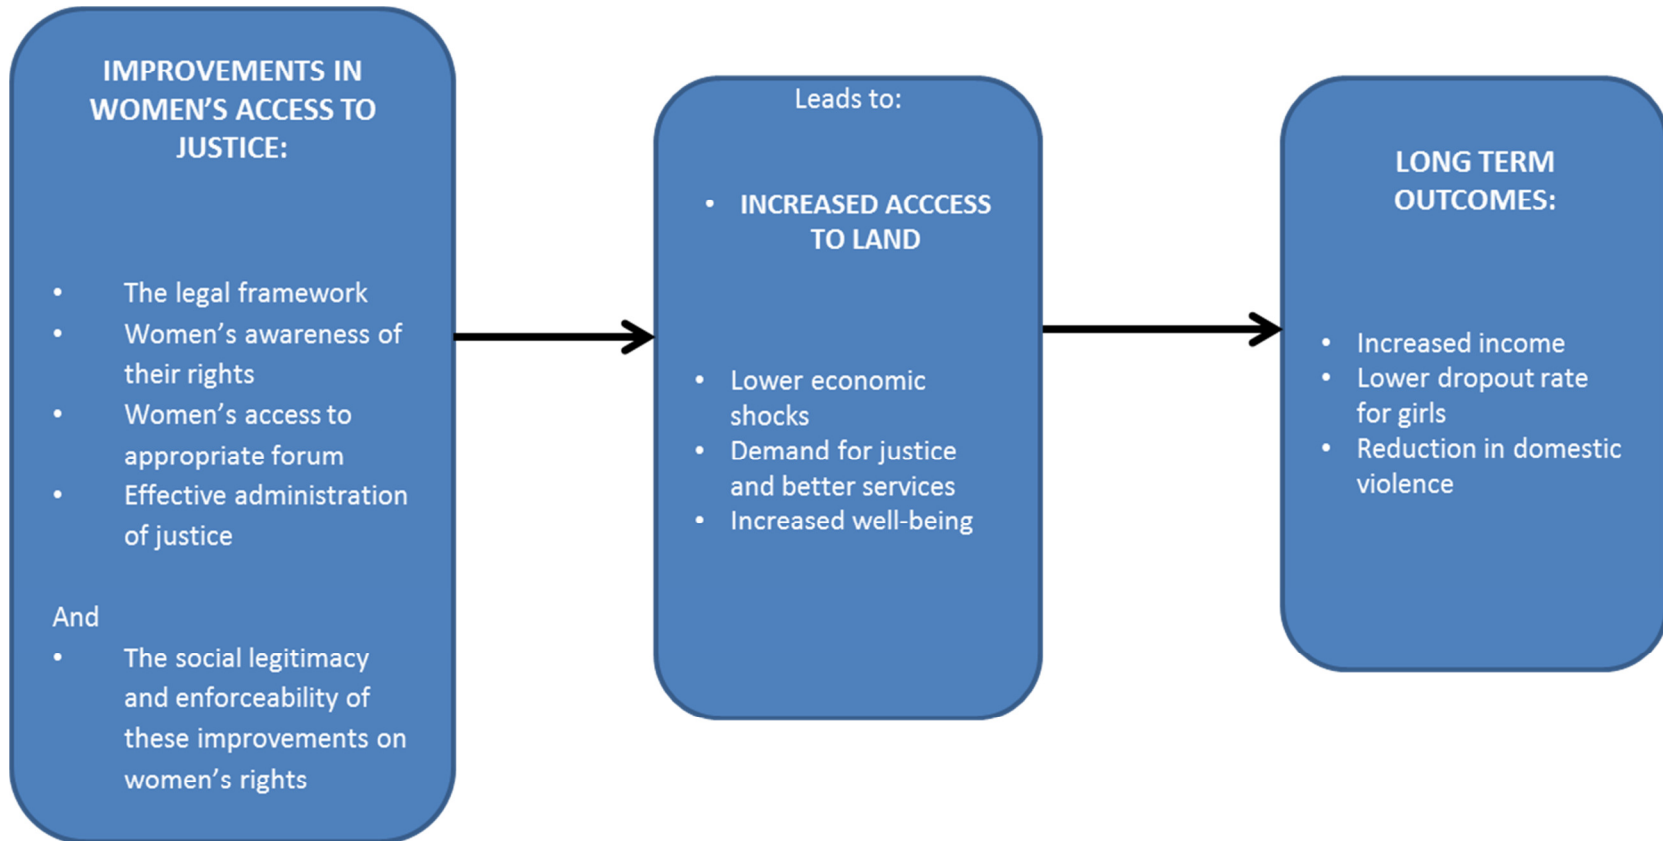 IMPROVEMENTS IN
WOMEN’S ACCESS TO
JUSTICE:
• The legal framework
• Women’s awareness of
their rights
• Women’s access to
appropriate forum
• Effective administration
of justice
And
• The social legitimacy
and enforceability of
these improvements on
women’s rights
Leads to:
• INCREASED ACCCESS
TO LAND
• Lower economic
shocks
• Demand for justice
and better services
• Increased well-being
LONG TERM
OUTCOMES:
• Increased income
• Lower dropout rate
for girls
• Reduction in domestic
violence